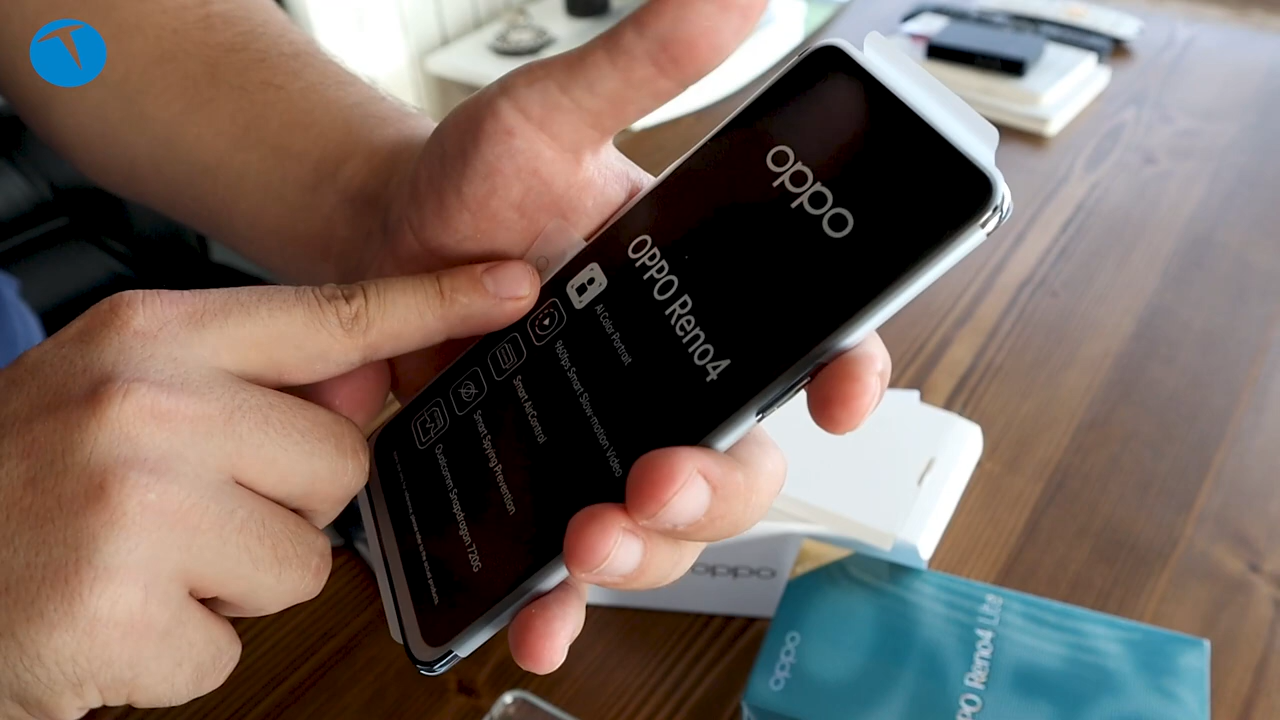 oppo
OPPO Reno4
AI Color Portrait
960fps Smart Slow-motion Video
Smart AirControl
Smart Spying Prevention
Qualcomm Snapdragon 720G
oppo
oppo
OPPO Reno4 Lite